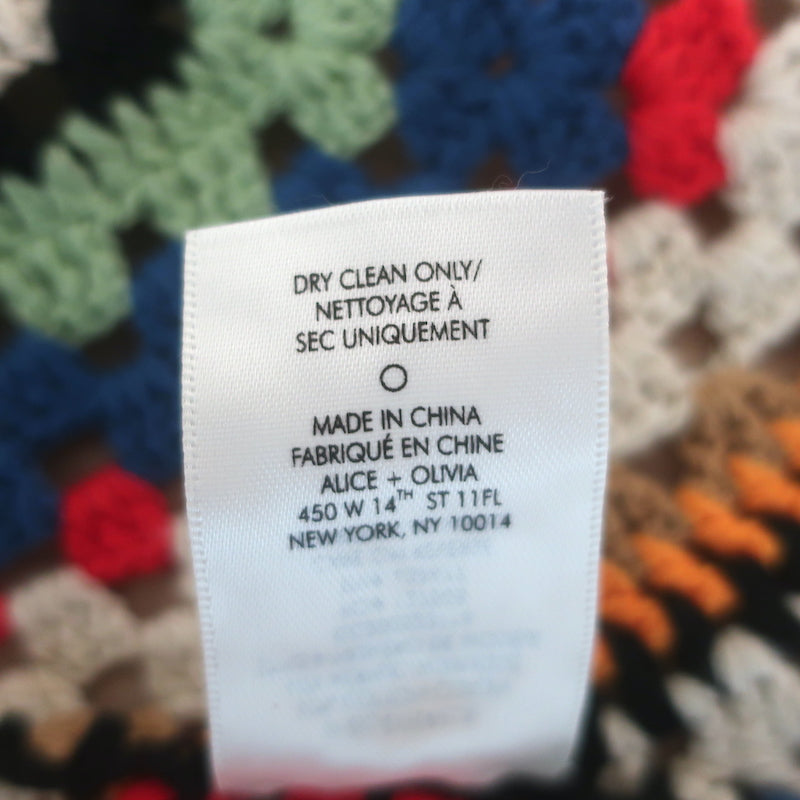 DRY CLEAN ONLY/
NETTOYAGE À
SEC UNIQUEMENT
MADE IN CHINA
FABRIQUÉ EN CHINE
ALICE + OLIVIA
450 W 14TH ST 11FL
NEW YORK, NY 10014